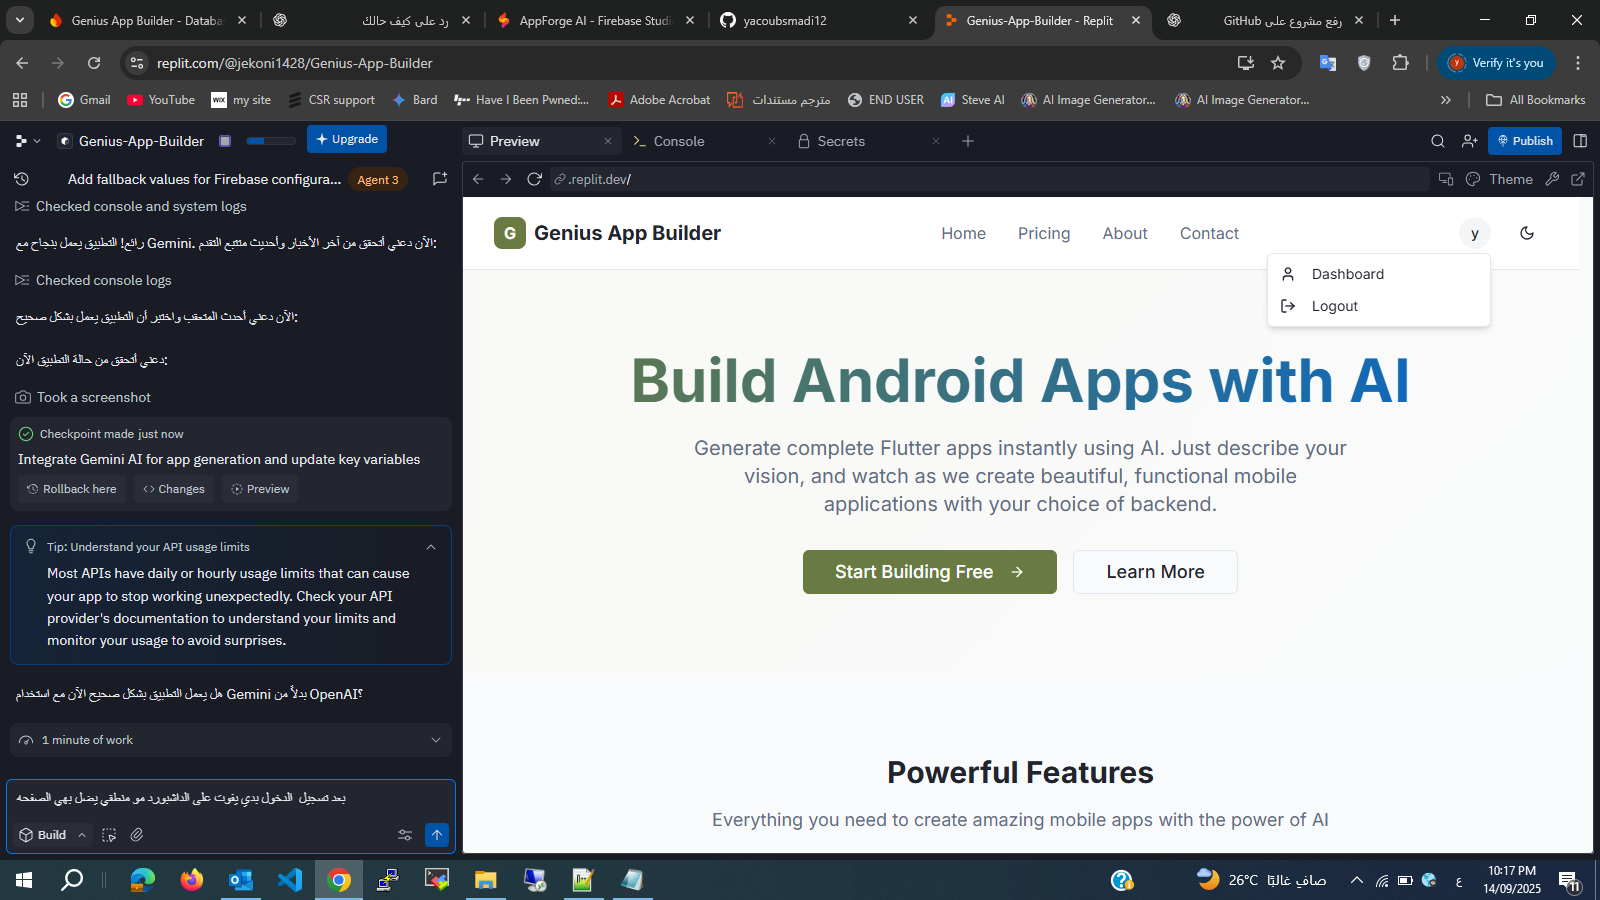 Genius App Builder - Databa
رد على كيف حالك
AppForge AI - Firebase Studi
yacoubsmadi12
Genius-App-Builder - Replit
رفع مشروع على GitHub
replit.com/@jekoni1428/Genius-App-Builder
Verify it's you
Gmail
YouTube
WIX my site
CSR support
Bard
Have I Been Pwned:...
Adobe Acrobat
مترجم مستندات
END USER
Steve AI
AI Image Generator...
AI Image Generator...
All Bookmarks
Genius-App-Builder
Upgrade
Preview
Console
Secrets
Publish
Add fallback values for Firebase configura...
Agent 3
.replit.dev/
Theme
Checked console and system logs
رائع! التطبيق يعمل بنجاح مع Gemini. الآن دعني أتحقق من آخر الأخبار وأحديث متتبع التقدم:
Checked console logs
الآن دعني أحدث المتعقب واختبر أن التطبيق يعمل بشكل صحيح:
دعني أتحقق من حالة التطبيق الآن:
Took a screenshot
Checkpoint made just now
Integrate Gemini AI for app generation and update key variables
Rollback here
Changes
Preview
Tip: Understand your API usage limits
Most APIs have daily or hourly usage limits that can cause
your app to stop working unexpectedly. Check your API
provider's documentation to understand your limits and
monitor your usage to avoid surprises.
هل يعمل التطبيق بشكل صحيح الآن مع استخدام Gemini بدلاً من OpenAI؟
1 minute of work
بعد تسجيل الدخول بدي يفوت على الداشبورد مو منطقي يضل بهي الصفحه
Build
G Genius App Builder
Home
Pricing
About
Contact
y
Dashboard
Logout
Build Android Apps with AI
Generate complete Flutter apps instantly using AI. Just describe your
vision, and watch as we create beautiful, functional mobile
applications with your choice of backend.
Start Building Free
Learn More
Powerful Features
Everything you need to create amazing mobile apps with the power of AI
26°C صافٍ غالبًا
ع
10:17 PM
14/09/2025
11